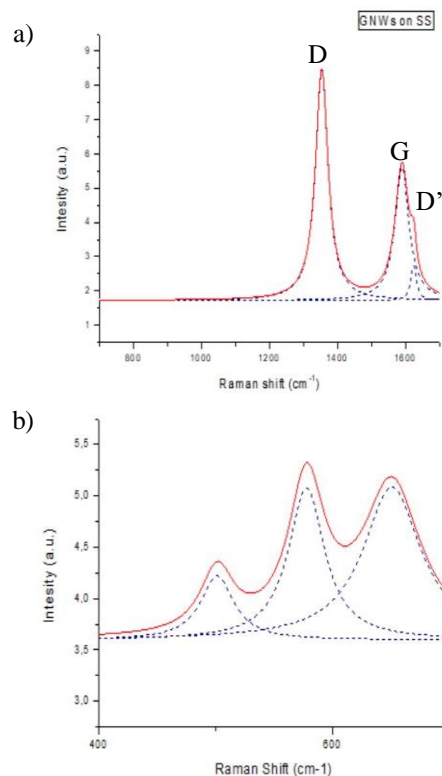 GNWs on SS
a)
D
G
D’
9
8
7
6
5
4
3
2
1
Intesity (a.u.)
800 1000 1200 1400 1600
Raman shift (cm⁻¹)
b)
5,5
5,0
4,5
4,0
3,5
3,0
Intesity (a.u.)
400 600
Raman Shift (cm-1)